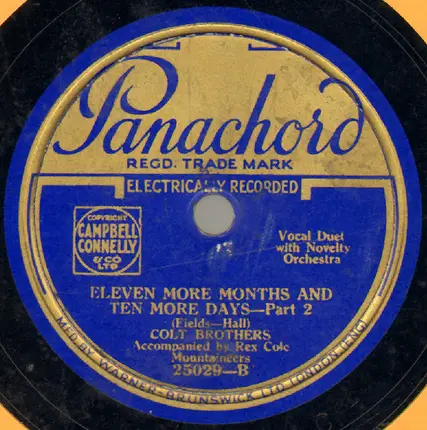 Panachord
REGD. TRADE MARK
ELECTRICALLY RECORDED
COPYRIGHT
CAMPBELL
CONNELLY
& CO
LTD
Vocal Duet
with Novelty
Orchestra
ELEVEN MORE MONTHS AND
TEN MORE DAYS—Part 2
(Fields—Hall)
COLT BROTHERS
Accompanied by Rex Cole
Mountaineers
25029—B
MFD. BY WARNER-BRUNSWICK LTD LONDON, (ENG)